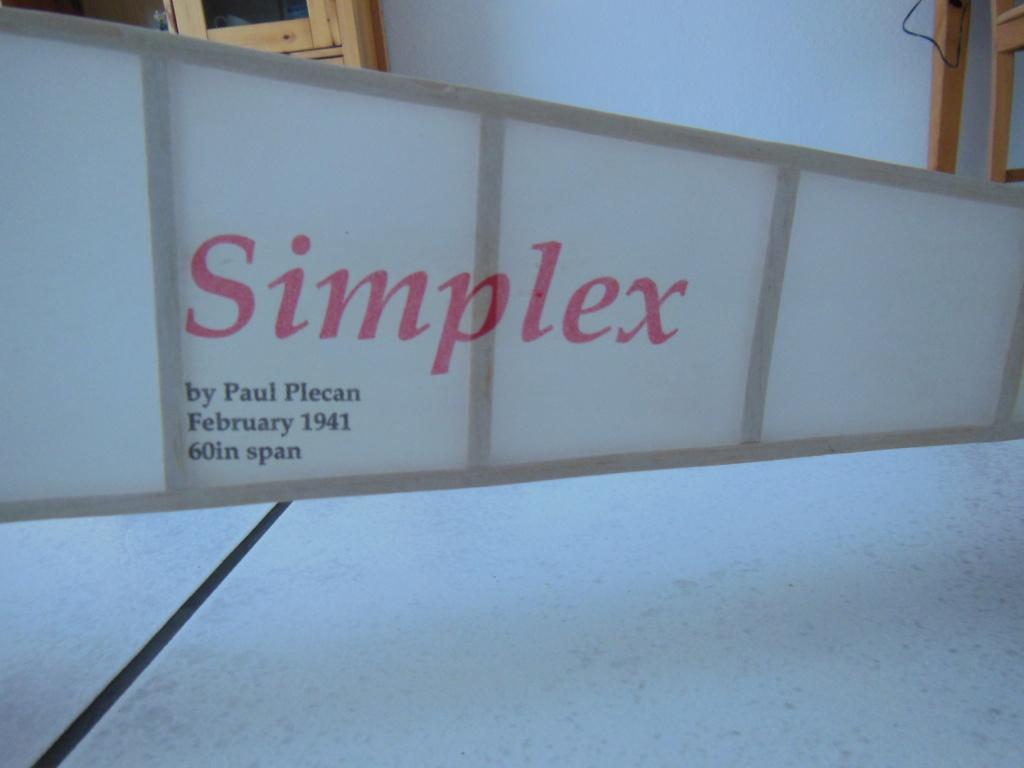 Simplex
by Paul Plecan
February 1941
60in span